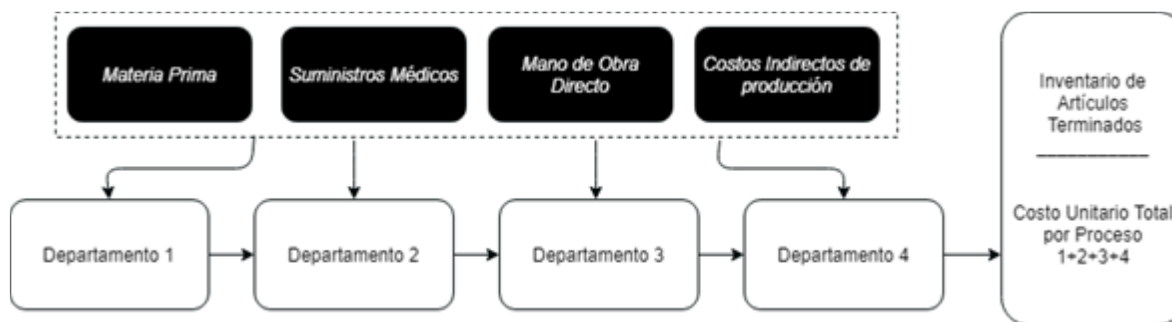 Materia Prima
Suministros Médicos
Mano de Obra
Directo
Costos Indirectos de
producción
Inventario de
Artículos
Terminados
Departamento 1
Departamento 2
Departamento 3
Departamento 4
Costo Unitario Total
por Proceso
1+2+3+4